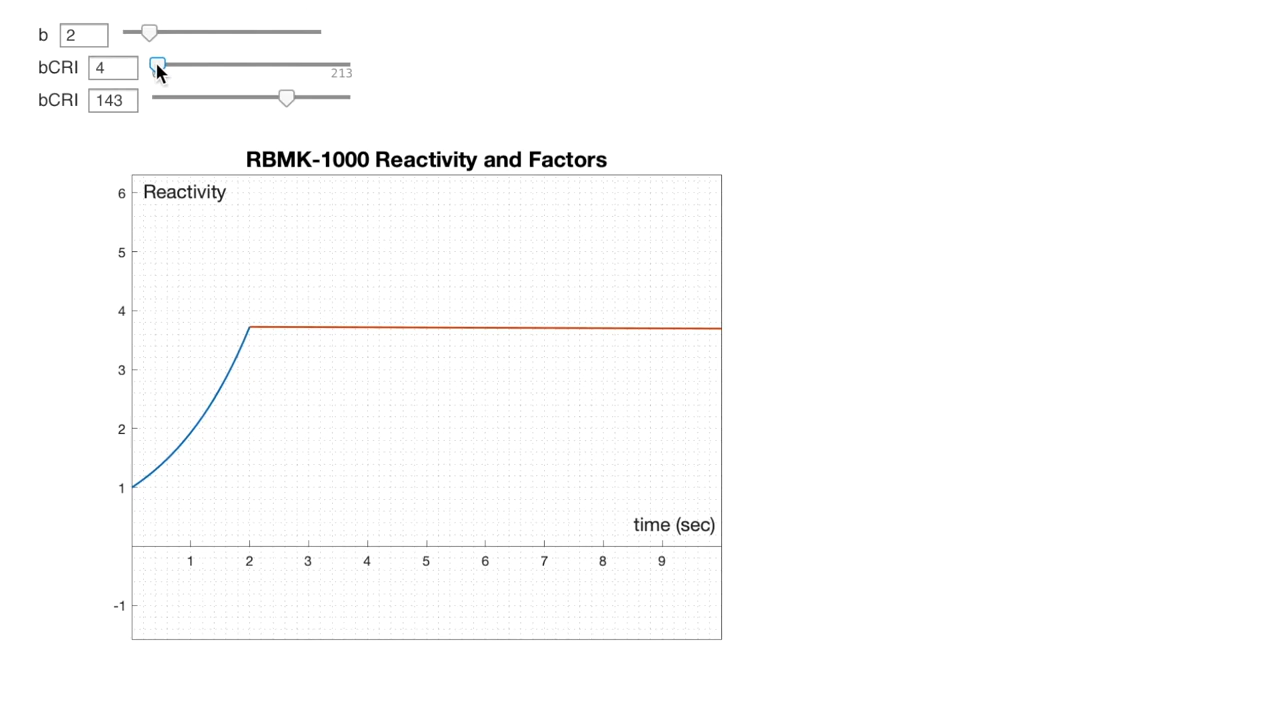 b 2
bCRI 4
213
bCRI 143
RBMK-1000 Reactivity and Factors
Reactivity
6
5
4
3
2
1
time (sec)
1 2 3 4 5 6 7 8 9
-1